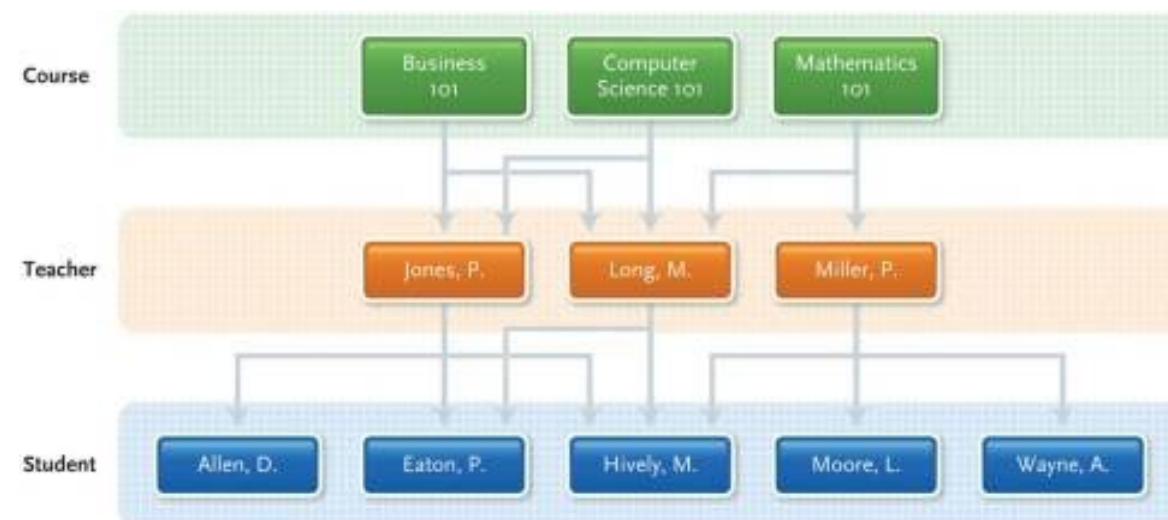 Course
Business
101
Computer
Science 101
Mathematics
101
Teacher
Jones, P.
Long, M.
Miller, P.
Student
Allen, D.
Eaton, P.
Hively, M.
Moore, L.
Wayne, A.